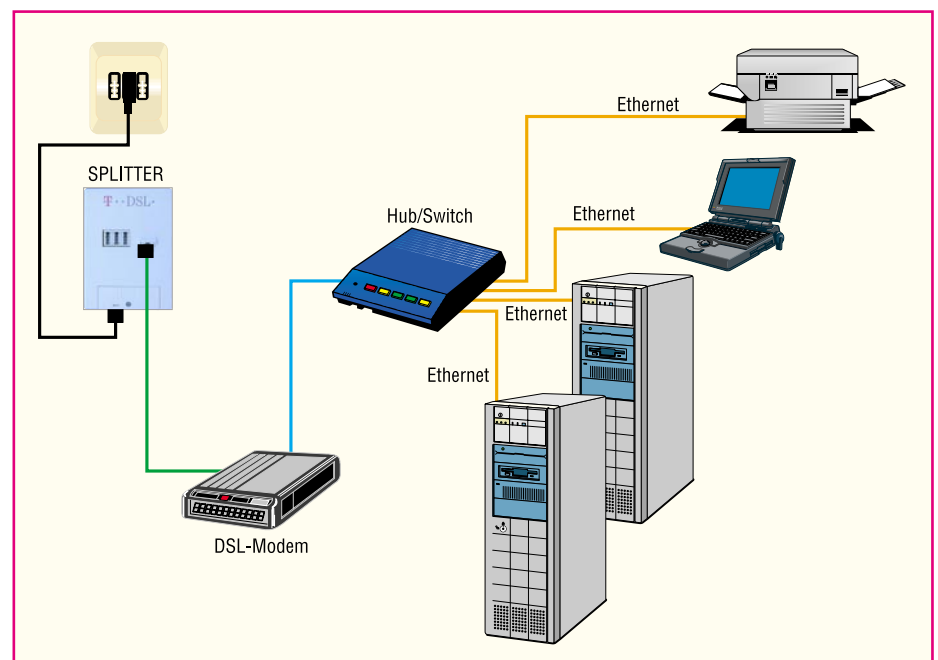 Ethernet
SPLITTER
T··DSL·
Hub/Switch
Ethernet
Ethernet
Ethernet
DSL-Modem